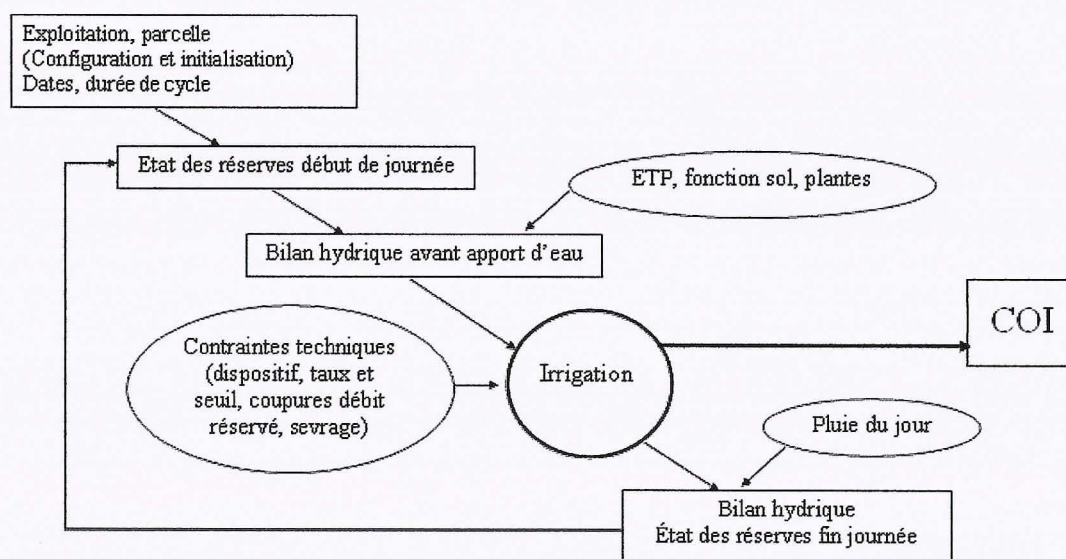 Exploitation, parcelle
(Configuration et initialisation)
Dates, durée de cycle
Etat des réserves début de journée
ETP, fonction sol, plantes
Bilan hydrique avant apport d'eau
COI
Contraintes techniques
(dispositif, taux et
seuil, coupures débit
réservé, sevrage)
Irrigation
Pluie du jour
Bilan hydrique
État des réserves fin journée